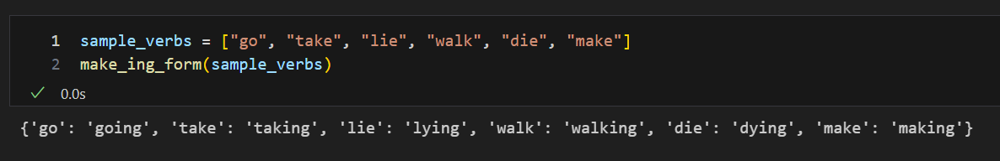 1 sample_verbs = ["go", "take", "lie", "walk", "die", "make"]
2 make_ing_form(sample_verbs)
0.0s
{'go': 'going', 'take': 'taking', 'lie': 'lying', 'walk': 'walking', 'die': 'dying', 'make': 'making'}